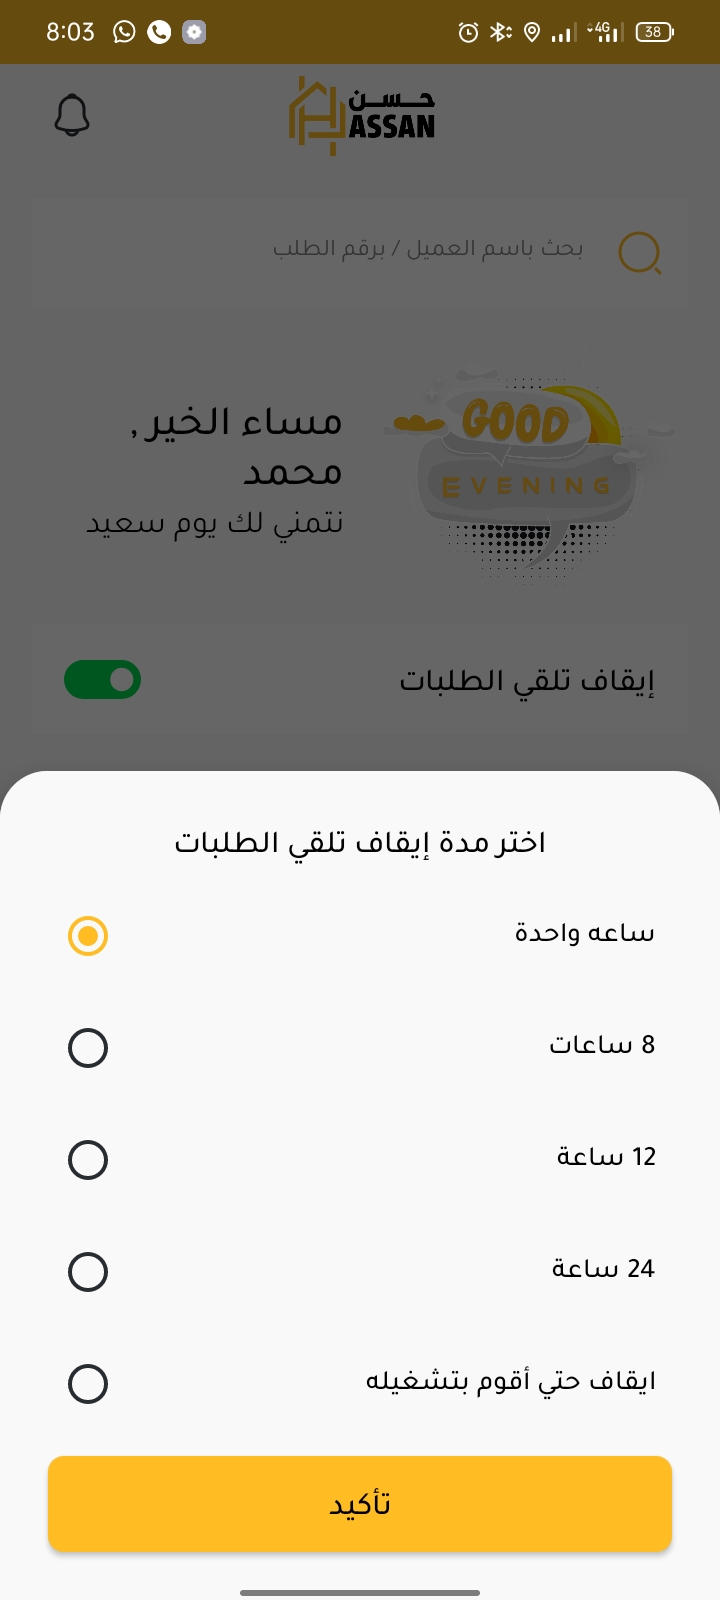 8:03
4G
38
حسن
ASSAN
بحث باسم العميل / برقم الطلب
GOOD
EVENING
مساء الخير ,
محمد
نتمني لك يوم سعيد
إيقاف تلقي الطلبات
اختر مدة إيقاف تلقي الطلبات
ساعه واحدة
8 ساعات
12 ساعة
24 ساعة
ايقاف حتي أقوم بتشغيله
تأكيد